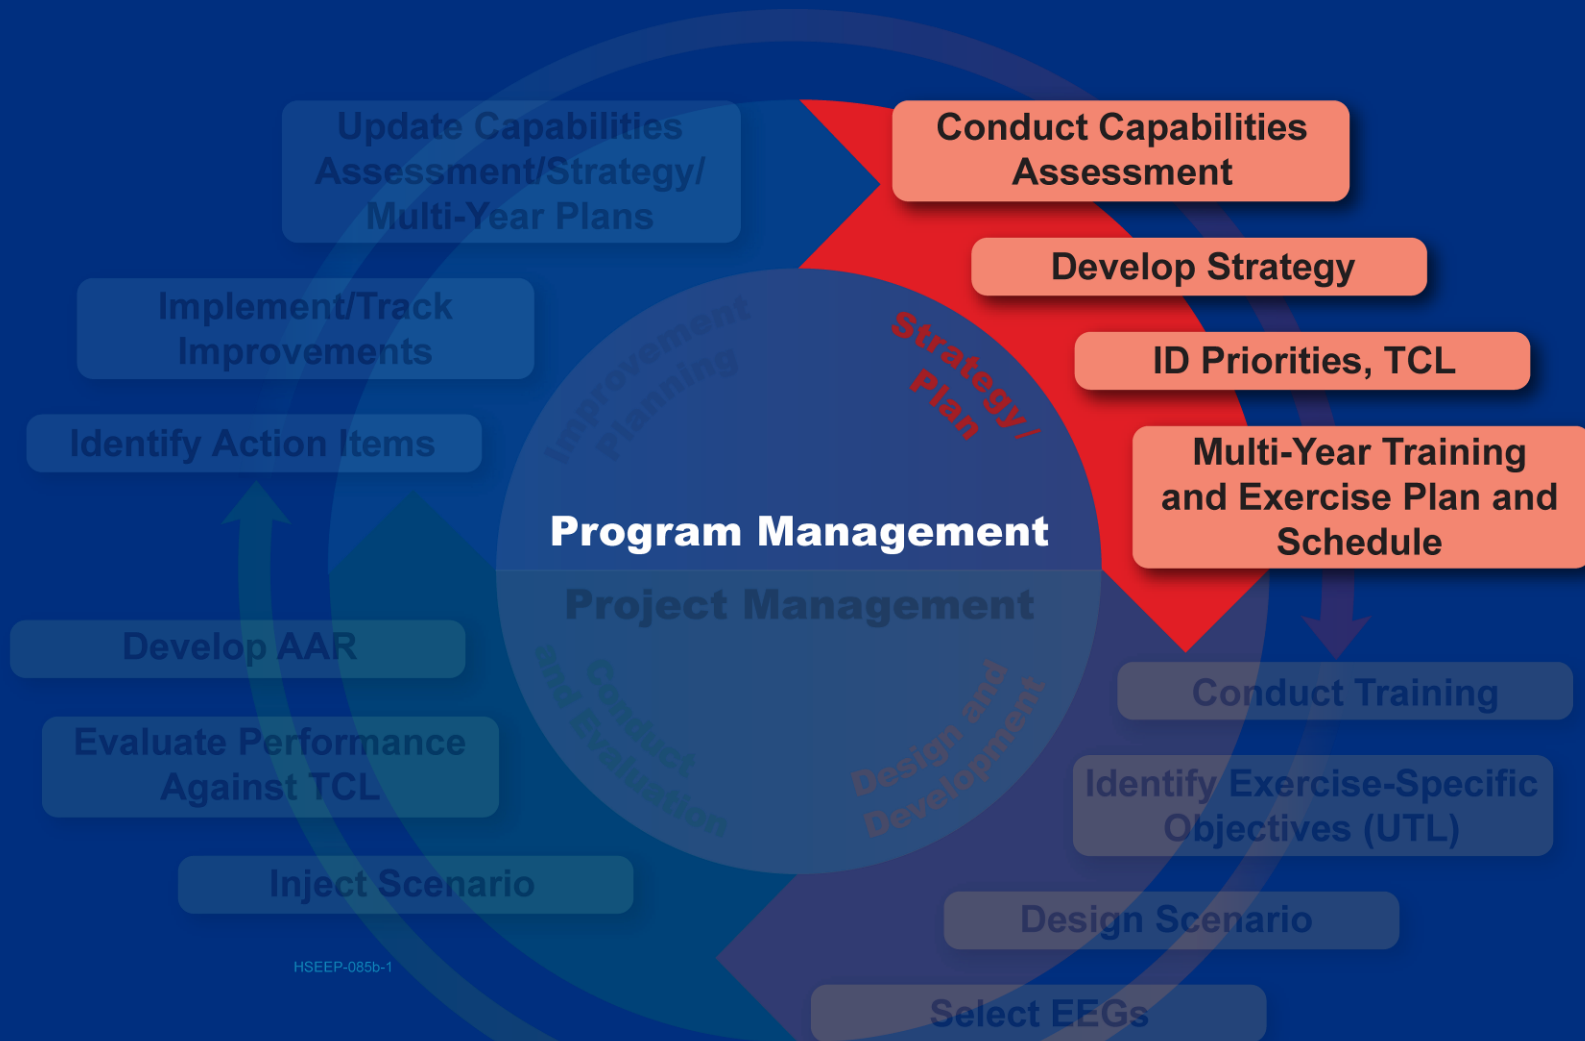 Update Capabilities
Assessment/Strategy/
Multi-Year Plans
Conduct Capabilities
Assessment
Develop Strategy
ID Priorities, TCL
Multi-Year Training
and Exercise Plan and
Schedule
Implement/Track
Improvements
Identify Action Items
Improvement
Planning
Strategy/
Plan
Program Management
Project Management
Conduct
and Evaluation
Design and
Development
Develop AAR
Evaluate Performance
Against TCL
Inject Scenario
Conduct Training
Identify Exercise-Specific
Objectives (UTL)
Design Scenario
Select EEGs
HSEEP-085b-1